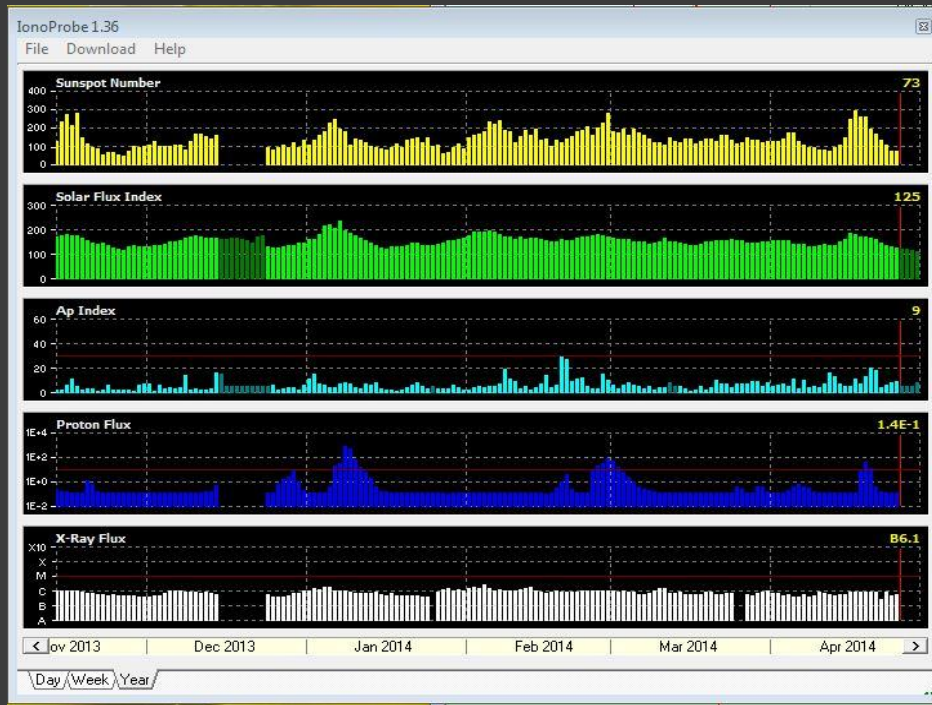 IonoProbe 1.36
File Download Help
Sunspot Number 73
400
300
200
100
0
Solar Flux Index 125
300
200
100
0
Ap Index 9
60
40
20
0
Proton Flux 1.4E-1
1E+4
1E+2
1E+0
1E-2
X-Ray Flux B6.1
X10
X
M
C
B
A
ov 2013 Dec 2013 Jan 2014 Feb 2014 Mar 2014 Apr 2014
Day Week Year